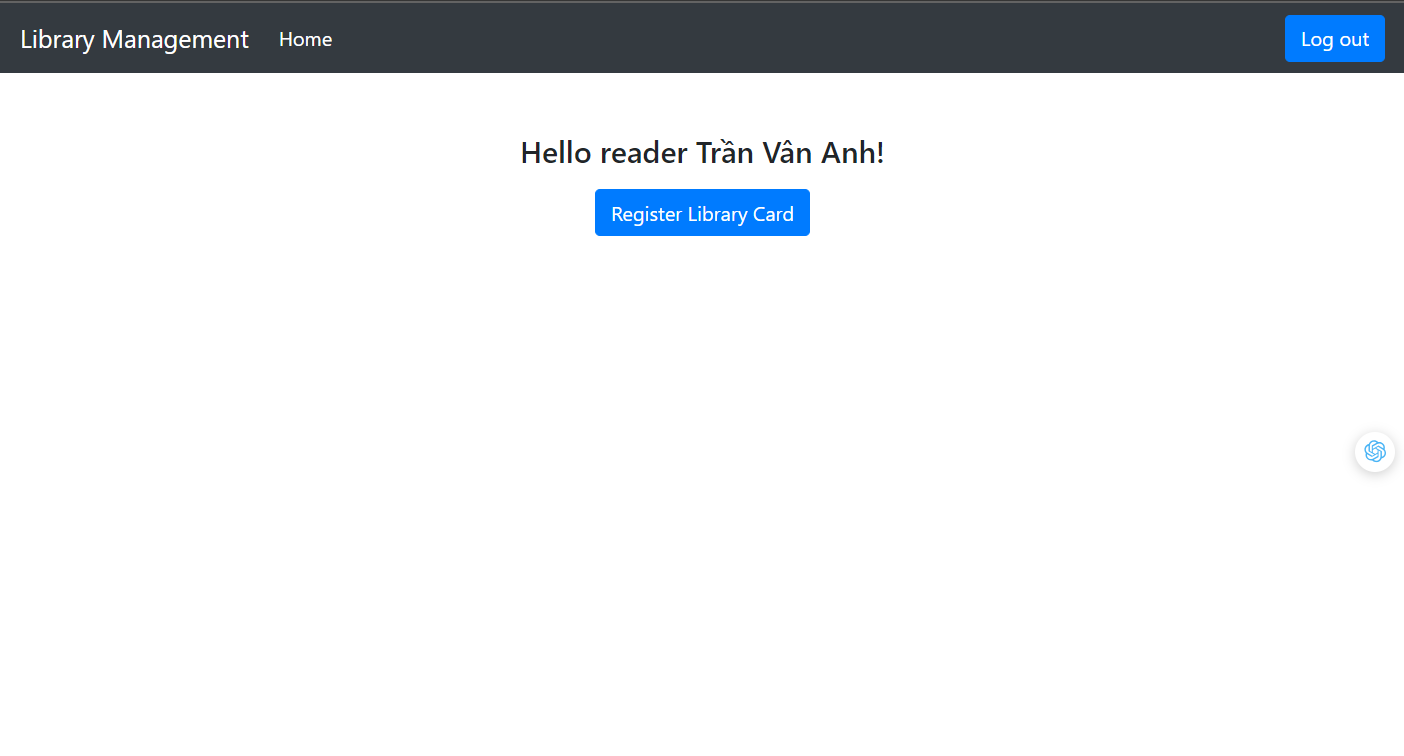 Library Management Home Log out
Hello reader Trần Vân Anh!
Register Library Card